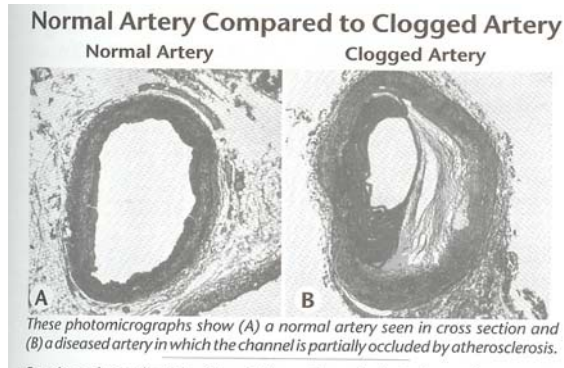 Normal Artery Compared to Clogged Artery
Normal Artery
Clogged Artery
A
B
These photomicrographs show (A) a normal artery seen in cross section and
(B) a diseased artery in which the channel is partially occluded by atherosclerosis.